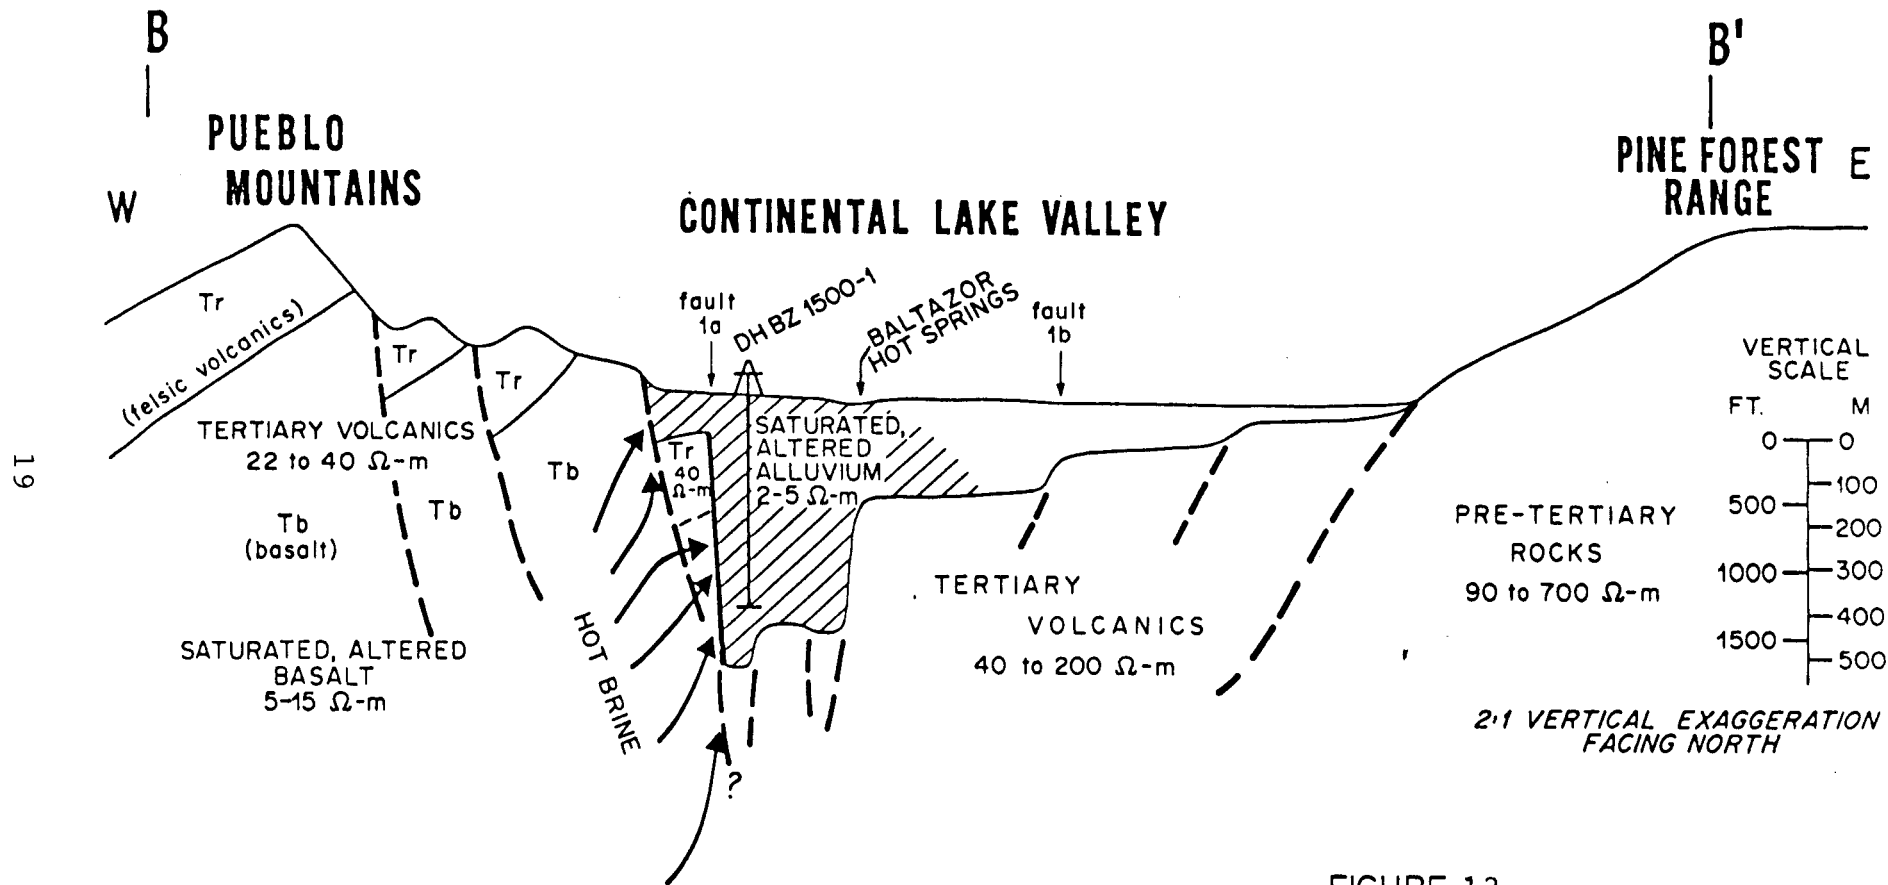 B
B'
PUEBLO
MOUNTAINS
W
CONTINENTAL LAKE VALLEY
PINE FOREST
RANGE
E
Tr
(felsic volcanics)
Tr
Tr
fault
1a
DH BZ 1500-1
BALTAZOR
HOT SPRINGS
fault
1b
VERTICAL
SCALE
FT. M
0 0
100
500
200
1000
300
400
1500
500
TERTIARY VOLCANICS
22 to 40 Ω-m
Tb
(basalt)
Tb
Tb
Tr
40
Ω-m
SATURATED,
ALTERED
ALLUVIUM
2-5 Ω-m
SATURATED, ALTERED
BASALT
5-15 Ω-m
HOT BRINE
?
TERTIARY
VOLCANICS
40 to 200 Ω-m
PRE-TERTIARY
ROCKS
90 to 700 Ω-m
2:1 VERTICAL EXAGGERATION
FACING NORTH
19